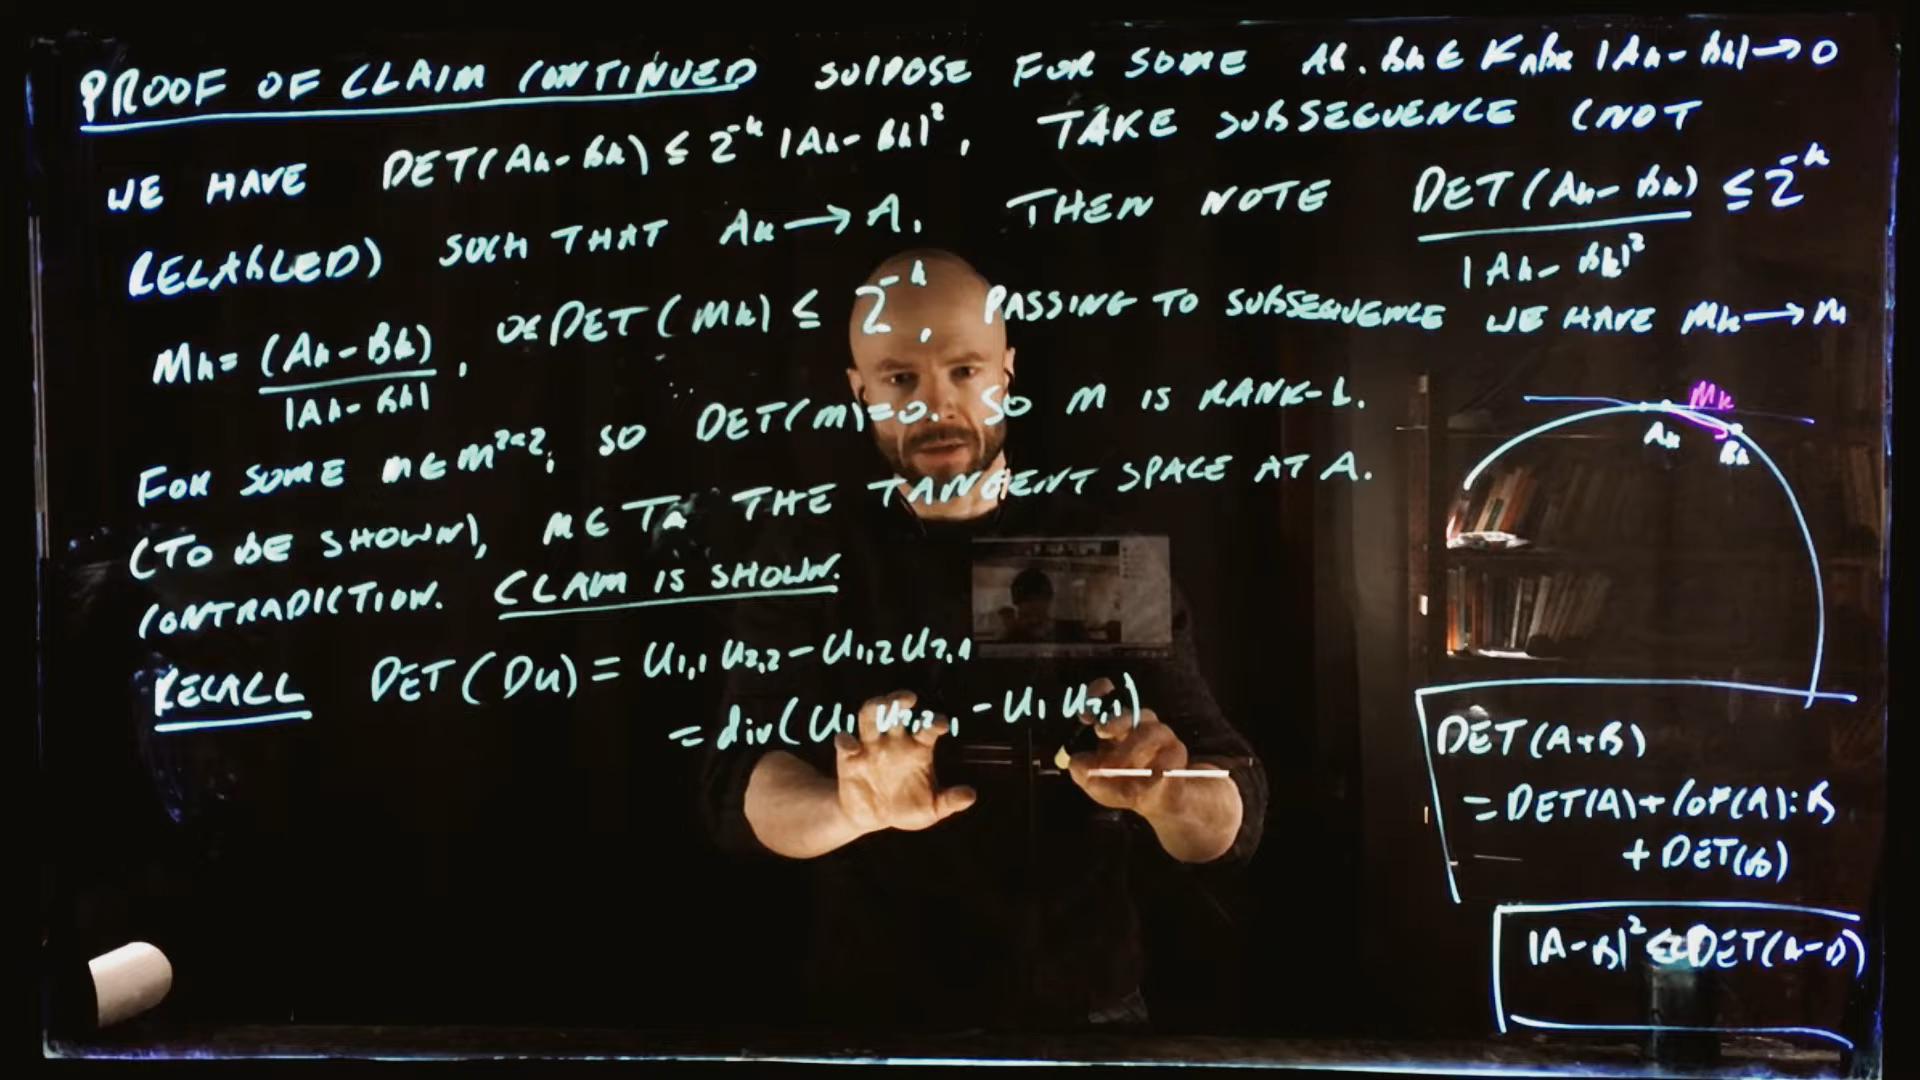 PROOF OF CLAIM CONTINUED SUPPOSE FOR SOME Ak, Bk ∈ K∩BR |Ak - Bk| → 0
WE HAVE DET(Ak - Bk) ≤ 2^-k |Ak - Bk|^2, TAKE SUBSEQUENCE (NOT
RELABLED) SUCH THAT Ak → A. THEN NOTE DET(Ak - Bk) / |Ak - Bk|^2 ≤ 2^-k
Mk = (Ak - Bk) / |Ak - Bk|, 0≤DET(Mk) ≤ 2^-k, PASSING TO SUBSEQUENCE WE HAVE Mk → M
FOR SOME M ∈ M^2×2, SO DET(M)=0. SO M IS RANK-1.
(TO BE SHOWN), M ∈ TA THE TANGENT SPACE AT A.
CONTRADICTION. CLAIM IS SHOWN.
RECALL DET(Du) = u1,1 u2,2 - u1,2 u2,1
= div(u1 u2,2, -u1 u2,1)
Mk
Ak
Bk
DET(A+B)
= DET(A) + COF(A):B
+ DET(B)
|A-B|^2 ≤ DET(A-B)